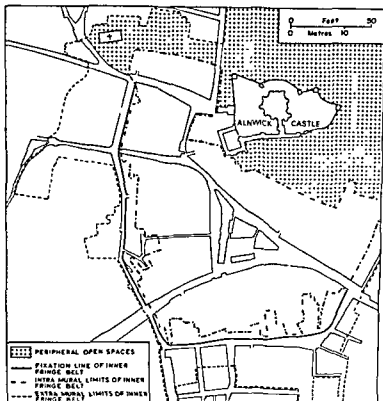 0 Feet 50
0 Metres 10
ALNWICK CASTLE
PERIPHERAL OPEN SPACES
FIXATION LINE OF INNER
FRINGE BELT
INTRA MURAL LIMITS OF INNER
FRINGE BELT
EXTRA MURAL LIMITS OF INNER
FRINGE BELT